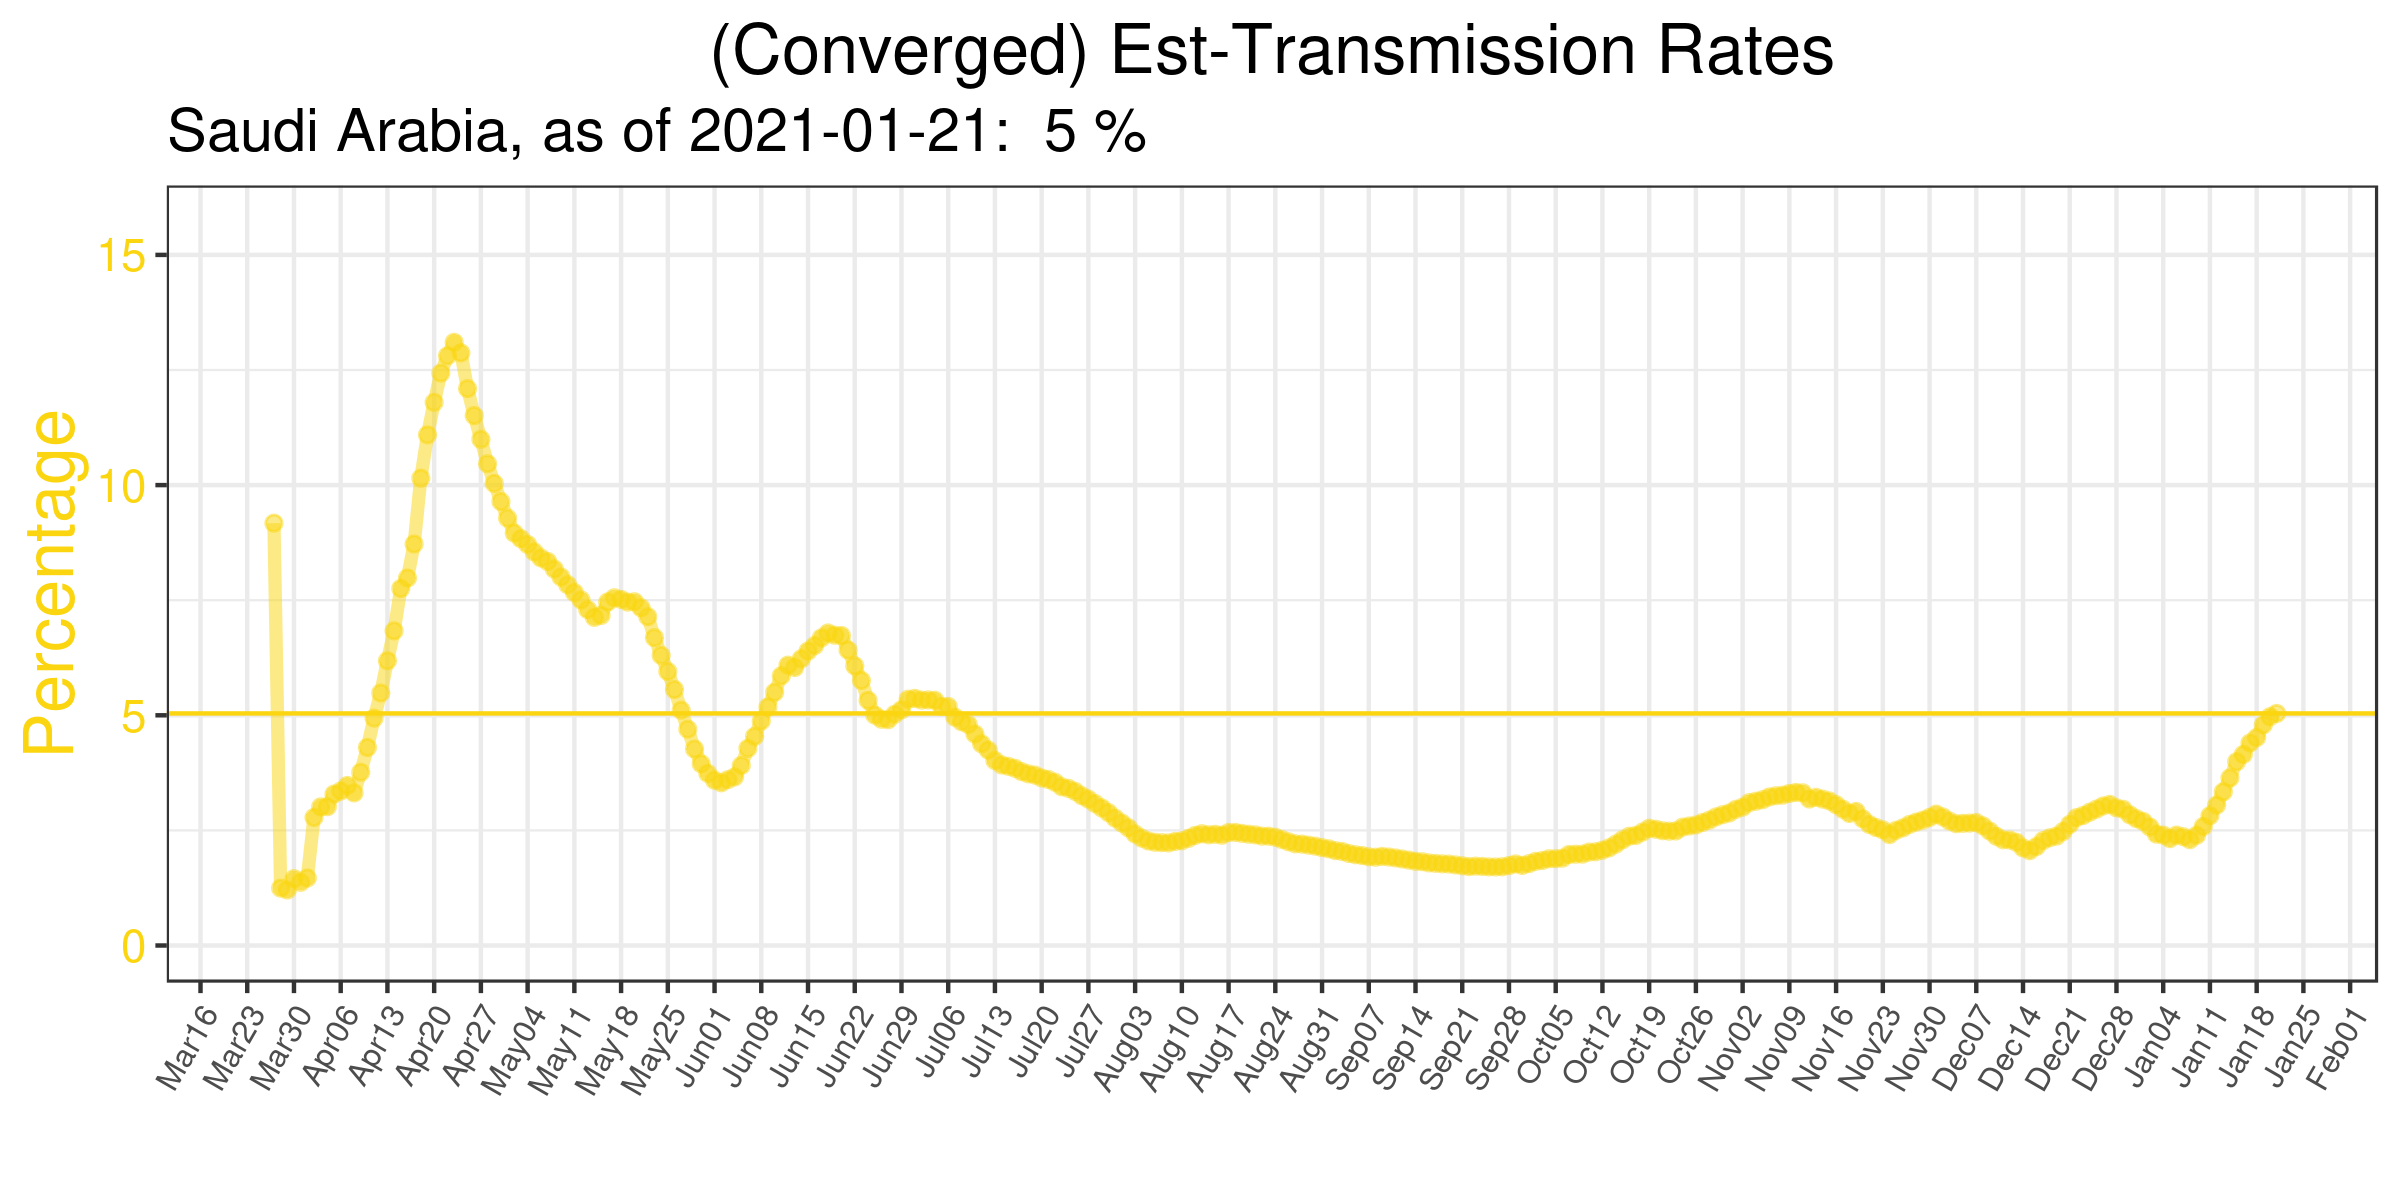 (Converged) Est-Transmission Rates
Saudi Arabia, as of 2021-01-21:  5 %
Percentage
15
10
5
0
Mar16
Mar23
Mar30
Apr06
Apr13
Apr20
Apr27
May04
May11
May18
May25
Jun01
Jun08
Jun15
Jun22
Jun29
Jul06
Jul13
Jul20
Jul27
Aug03
Aug10
Aug17
Aug24
Aug31
Sep07
Sep14
Sep21
Sep28
Oct05
Oct12
Oct19
Oct26
Nov02
Nov09
Nov16
Nov23
Nov30
Dec07
Dec14
Dec21
Dec28
Jan04
Jan11
Jan18
Jan25
Feb01